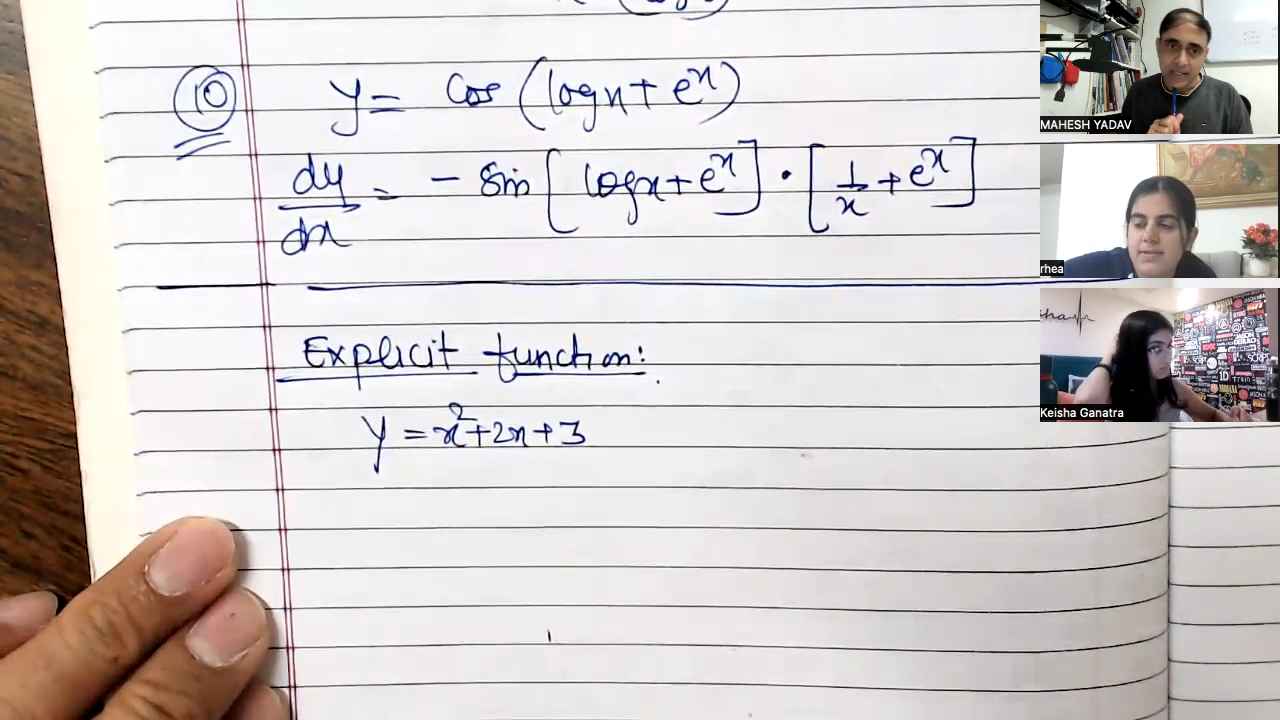 ⑩ y = cos (logx + e^x)
dy/dx = - sin [logx + e^x] · [1/x + e^x]
Explicit function:
y = x² + 2x + 3
MAHESH YADAV
rhea
Keisha Ganatra